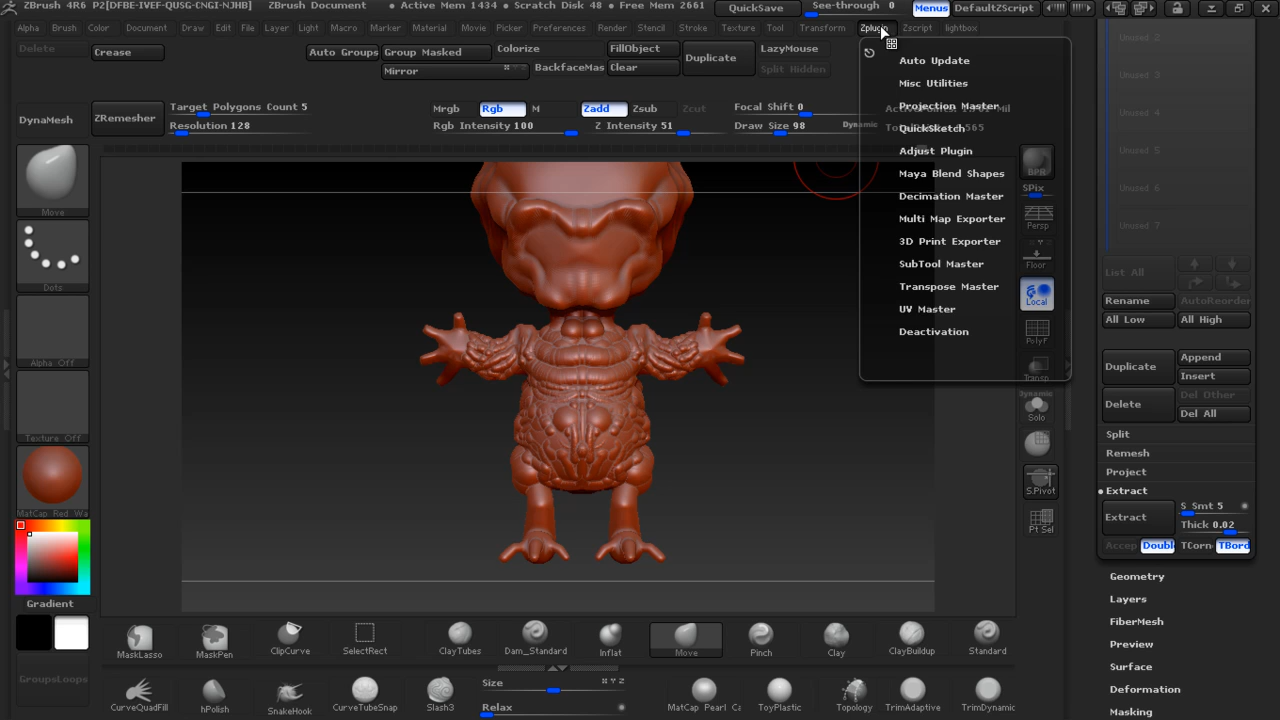 ZBrush 4R6 P2[DFBE-IVEF-QUSG-CNGI-NJHB]
ZBrush Document
• Active Mem 1434 • Scratch Disk 48 • Free Mem 2661
QuickSave
See-through 0
Menus
DefaultZScript
Alpha Brush Color Document Draw Edit File Layer Light Macro Marker Material Movie Picker Preferences Render Stencil Stroke Texture Tool Transform Zplugin Zscript lightbox
Delete
Crease
Auto Groups
Group Masked
Mirror
Colorize
BackfaceMas
FillObject
Clear
Duplicate
LazyMouse
Split Hidden
DynaMesh
ZRemesher
Target Polygons Count 5
Resolution 128
Mrgb Rgb M
Rgb Intensity 100
Zadd Zsub Zcut
Z Intensity 51
Focal Shift 0
Draw Size 98
Dynamic
Auto Update
Misc Utilities
Projection Master
QuickSketch
Adjust Plugin
Maya Blend Shapes
Decimation Master
Multi Map Exporter
3D Print Exporter
SubTool Master
Transpose Master
UV Master
Deactivation
Move
Dots
Alpha Off
Texture Off
MatCap Red Wa
Gradient
GroupsLoops
BPR
SPix
Persp
Floor
Local
PolyF
Transp
Dynamic
Solo
S.Pivot
Pt Sel
Unused 2
Unused 3
Unused 4
Unused 5
Unused 6
Unused 7
List All
Rename
AutoReorder
All Low
All High
Duplicate
Append
Insert
Delete
Del Other
Del All
Split
Remesh
Project
Extract
Extract
S Smt 5
Thick 0.02
Accep Doubl TCorn TBord
Geometry
Layers
FiberMesh
Preview
Surface
Deformation
Masking
MaskLasso MaskPen ClipCurve SelectRect ClayTubes Dam_Standard Inflat Move Pinch Clay ClayBuildup Standard
CurveQuadFill hPolish SnakeHook CurveTubeSnap Slash3
Size
Relax
MatCap Pearl Ca ToyPlastic Topology TrimAdaptive TrimDynamic